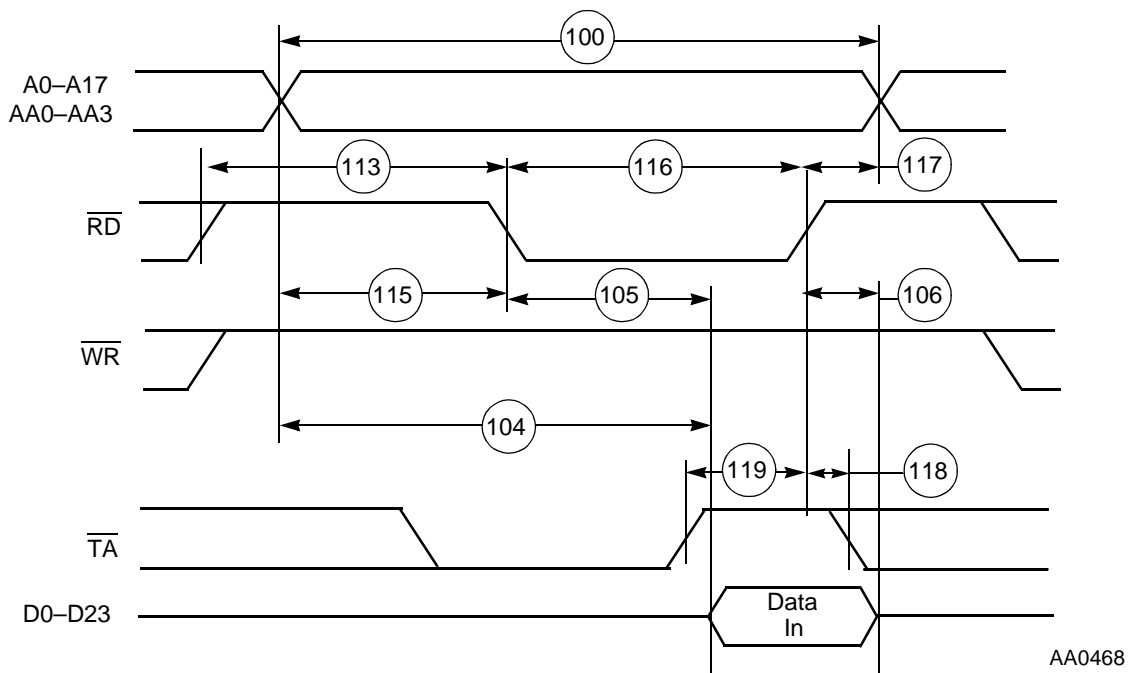 100
A0–A17
AA0–AA3
113
116
117
RD
115
105
106
WR
104
119
118
TA
D0–D23
Data
In
AA0468